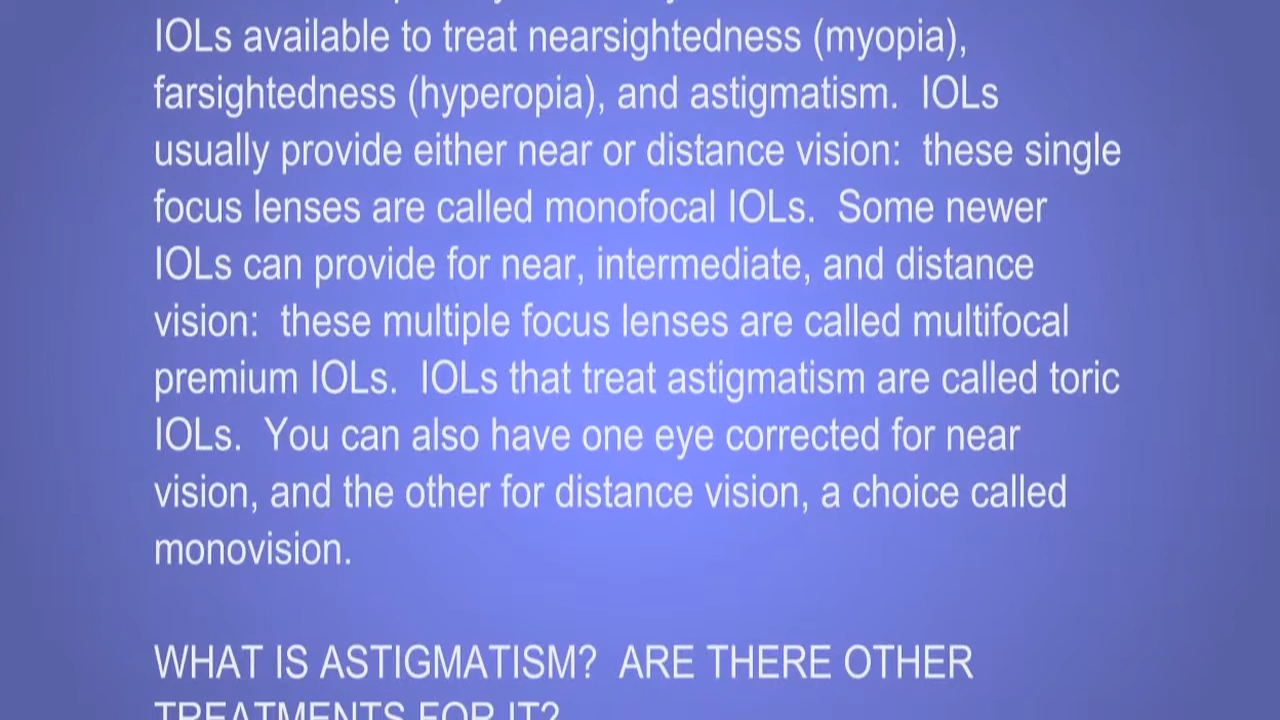 IOLs available to treat nearsightedness (myopia),
farsightedness (hyperopia), and astigmatism.  IOLs
usually provide either near or distance vision:  these single
focus lenses are called monofocal IOLs.  Some newer
IOLs can provide for near, intermediate, and distance
vision:  these multiple focus lenses are called multifocal
premium IOLs.  IOLs that treat astigmatism are called toric
IOLs.  You can also have one eye corrected for near
vision, and the other for distance vision, a choice called
monovision.
WHAT IS ASTIGMATISM?  ARE THERE OTHER
TREATMENTS FOR IT?